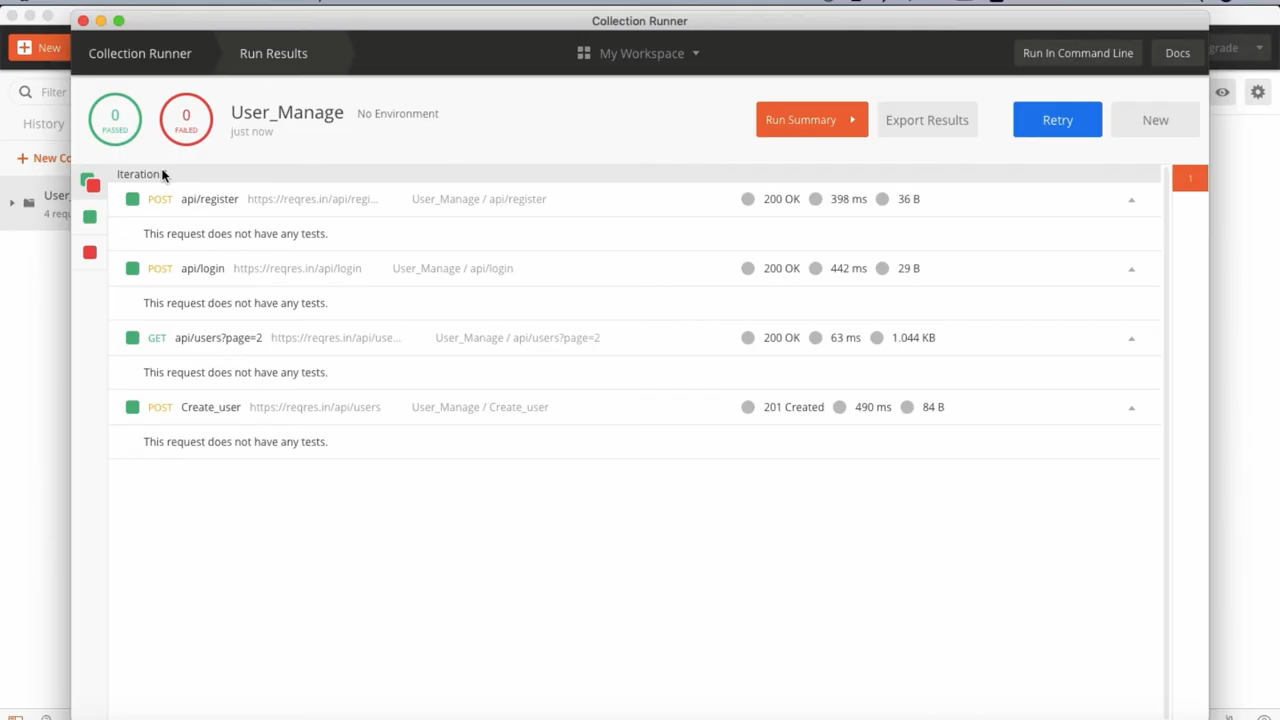 Collection Runner
New
Collection Runner
Run Results
My Workspace
Run In Command Line
Docs
grade
Filter
0
PASSED
0
FAILED
User_Manage
No Environment
just now
Run Summary
Export Results
Retry
New
History
New Co
User_
4 requ
Iteration
1
POST api/register https://reqres.in/api/regi... User_Manage / api/register 200 OK 398 ms 36 B
This request does not have any tests.
POST api/login https://reqres.in/api/login User_Manage / api/login 200 OK 442 ms 29 B
This request does not have any tests.
GET api/users?page=2 https://reqres.in/api/use... User_Manage / api/users?page=2 200 OK 63 ms 1.044 KB
This request does not have any tests.
POST Create_user https://reqres.in/api/users User_Manage / Create_user 201 Created 490 ms 84 B
This request does not have any tests.